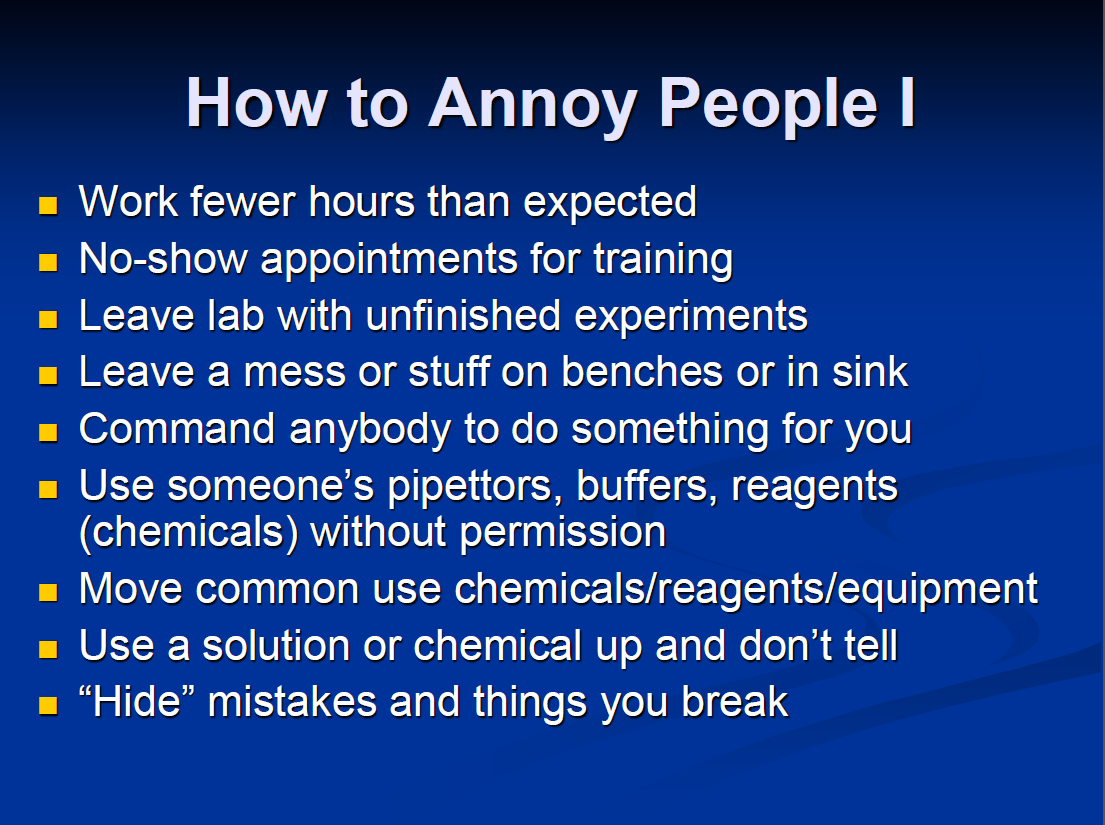 How to Annoy People I
Work fewer hours than expected
No-show appointments for training
Leave lab with unfinished experiments
Leave a mess or stuff on benches or in sink
Command anybody to do something for you
Use someone’s pipettors, buffers, reagents
(chemicals) without permission
Move common use chemicals/reagents/equipment
Use a solution or chemical up and don’t tell
“Hide” mistakes and things you break